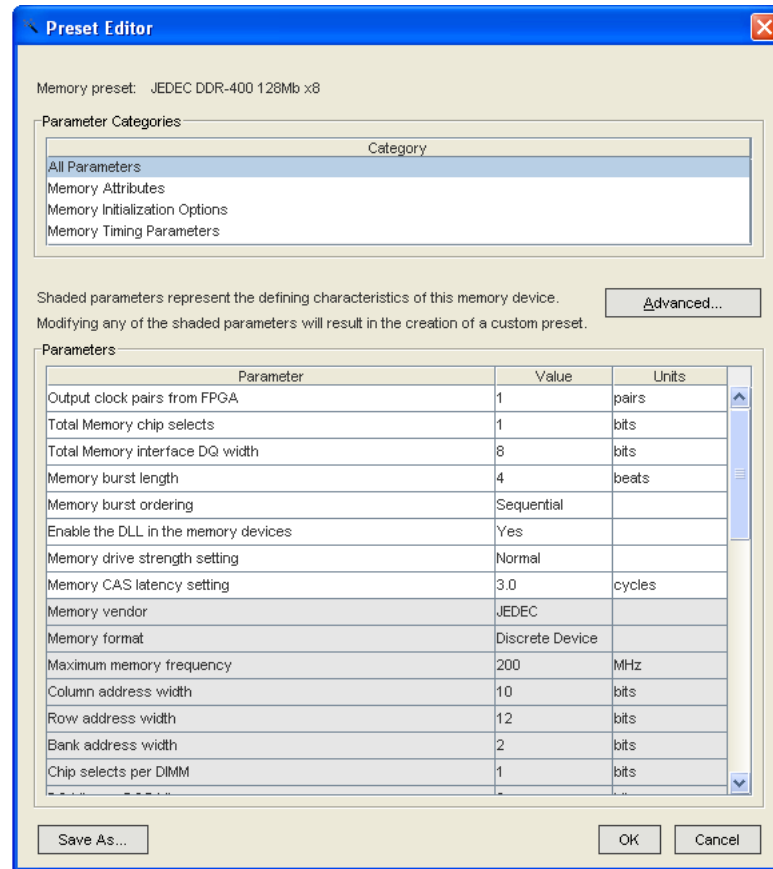 Preset Editor
Memory preset: JEDEC DDR-400 128Mb x8
Parameter Categories
Category
All Parameters
Memory Attributes
Memory Initialization Options
Memory Timing Parameters
Shaded parameters represent the defining characteristics of this memory device.
Modifying any of the shaded parameters will result in the creation of a custom preset.
Advanced...
Parameters
Parameter Value Units
Output clock pairs from FPGA 1 pairs
Total Memory chip selects 1 bits
Total Memory interface DQ width 8 bits
Memory burst length 4 beats
Memory burst ordering Sequential
Enable the DLL in the memory devices Yes
Memory drive strength setting Normal
Memory CAS latency setting 3.0 cycles
Memory vendor JEDEC
Memory format Discrete Device
Maximum memory frequency 200 MHz
Column address width 10 bits
Row address width 12 bits
Bank address width 2 bits
Chip selects per DIMM 1 bits
Save As... OK Cancel